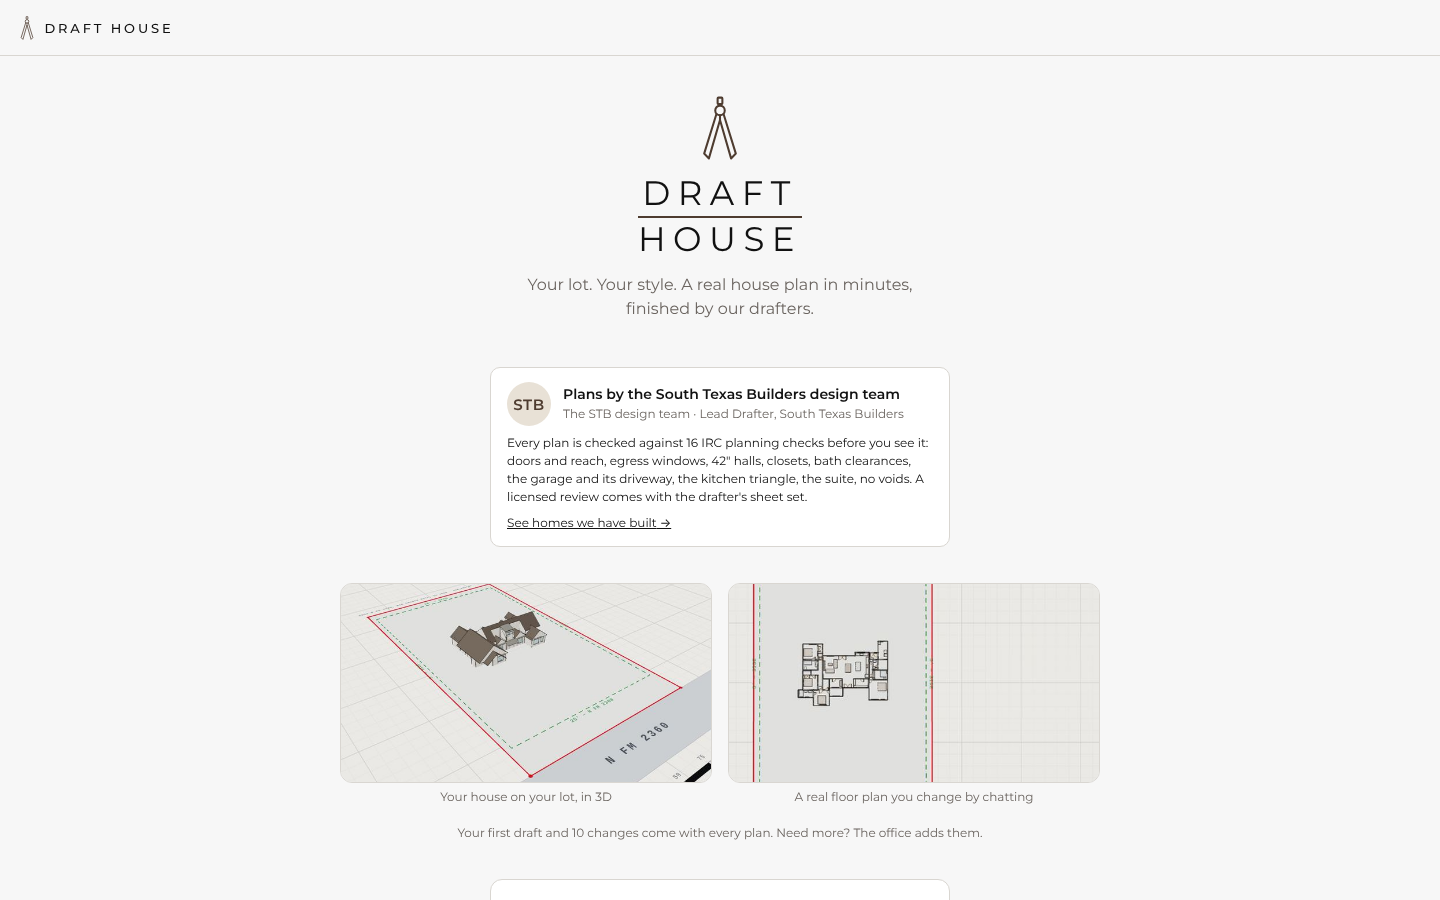 DRAFT HOUSE
DRAFT
HOUSE
Your lot. Your style. A real house plan in minutes,
finished by our drafters.
STB
Plans by the South Texas Builders design team
The STB design team · Lead Drafter, South Texas Builders
Every plan is checked against 16 IRC planning checks before you see it:
doors and reach, egress windows, 42" halls, closets, bath clearances,
the garage and its driveway, the kitchen triangle, the suite, no voids. A
licensed review comes with the drafter's sheet set.
See homes we have built →
N FM 2360
50
75
Your house on your lot, in 3D
A real floor plan you change by chatting
Your first draft and 10 changes come with every plan. Need more? The office adds them.